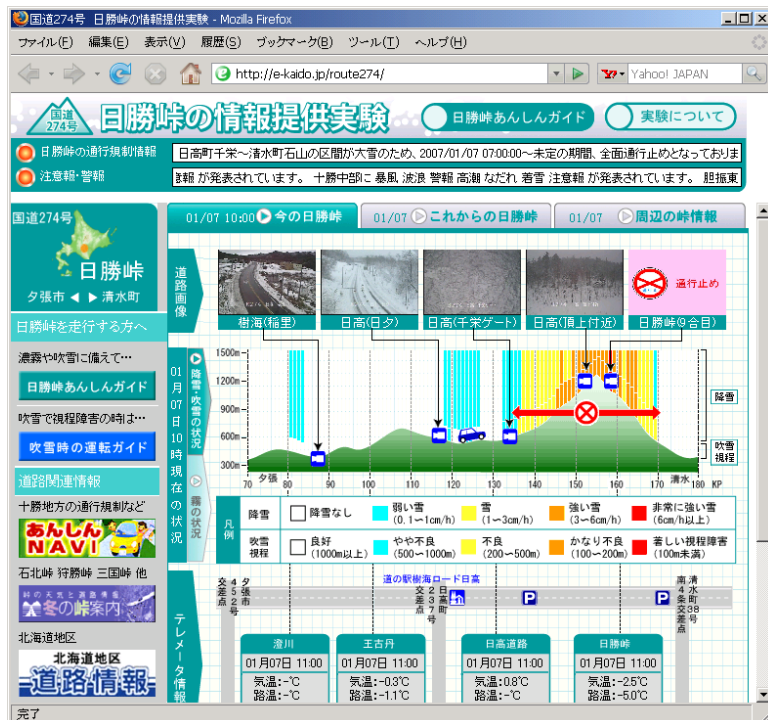 国道274号 日勝峠の情報提供実験 - Mozilla Firefox
ファイル(F) 編集(E) 表示(V) 履歴(S) ブックマーク(B) ツール(T) ヘルプ(H)
http://e-kaido.jp/route274/
Yahoo! JAPAN
国道
274号
日勝峠の情報提供実験
日勝峠あんしんガイド
実験について
日勝峠の通行規制情報
日高町千栄～清水町石山の区間が大雪のため、2007/01/07 07:00:00～未定の期間、全面通行止めとなっておりま
注意報・警報
報 が発表されています。 十勝中部に 暴風 波浪 警報 高潮 なだれ 着雪 注意報 が発表されています。 胆振東
国道274号
日勝峠
夕張市 ◀ ▶ 清水町
01/07 10:00 今の日勝峠
01/07 これからの日勝峠
01/07 周辺の峠情報
日勝峠を走行する方へ
濃霧や吹雪に備えて…
日勝峠あんしんガイド
吹雪で視程障害の時は…
吹雪時の運転ガイド
道路関連情報
十勝地方の通行規制など
あんしん
NAVI
石北峠 狩勝峠 三国峠 他
峠の天気と道路情報
冬の峠案内
北海道地区
北海道地区
道路情報
道路画像
通行止め
樹海(稲里)
日高(日夕)
日高(千栄ゲート)
日高(頂上付近)
日勝峠(9合目)
01月07日10時現在の状況
降雪・吹雪の状況
霧の状況
1500m
1200m
900m
600m
300m
降雪
吹雪
視程
夕張
清水
70 80 90 100 110 120 130 140 150 160 170 180 KP
凡例
降雪
降雪なし
弱い雪
(0.1～1cm/h)
雪
(1～3cm/h)
強い雪
(3～6cm/h)
非常に強い雪
(6cm/h以上)
吹雪
視程
良好
(1000m以上)
やや不良
(500～1000m)
不良
(200～500m)
かなり不良
(100～200m)
著しい視程障害
(100m未満)
テレメータ情報
夕張市
452号
交差点
道の駅樹海ロード日高
日高町
237号
交差点
P
P
清水町38号
南4条交差点
澄川
01月07日 11:00
気温:-℃
路温:-℃
王古丹
01月07日 11:00
気温:-0.3℃
路温:-1.1℃
日高道路
01月07日 11:00
気温:0.8℃
路温:-℃
日勝峠
01月07日 11:00
気温:-2.5℃
路温:-5.0℃
完了